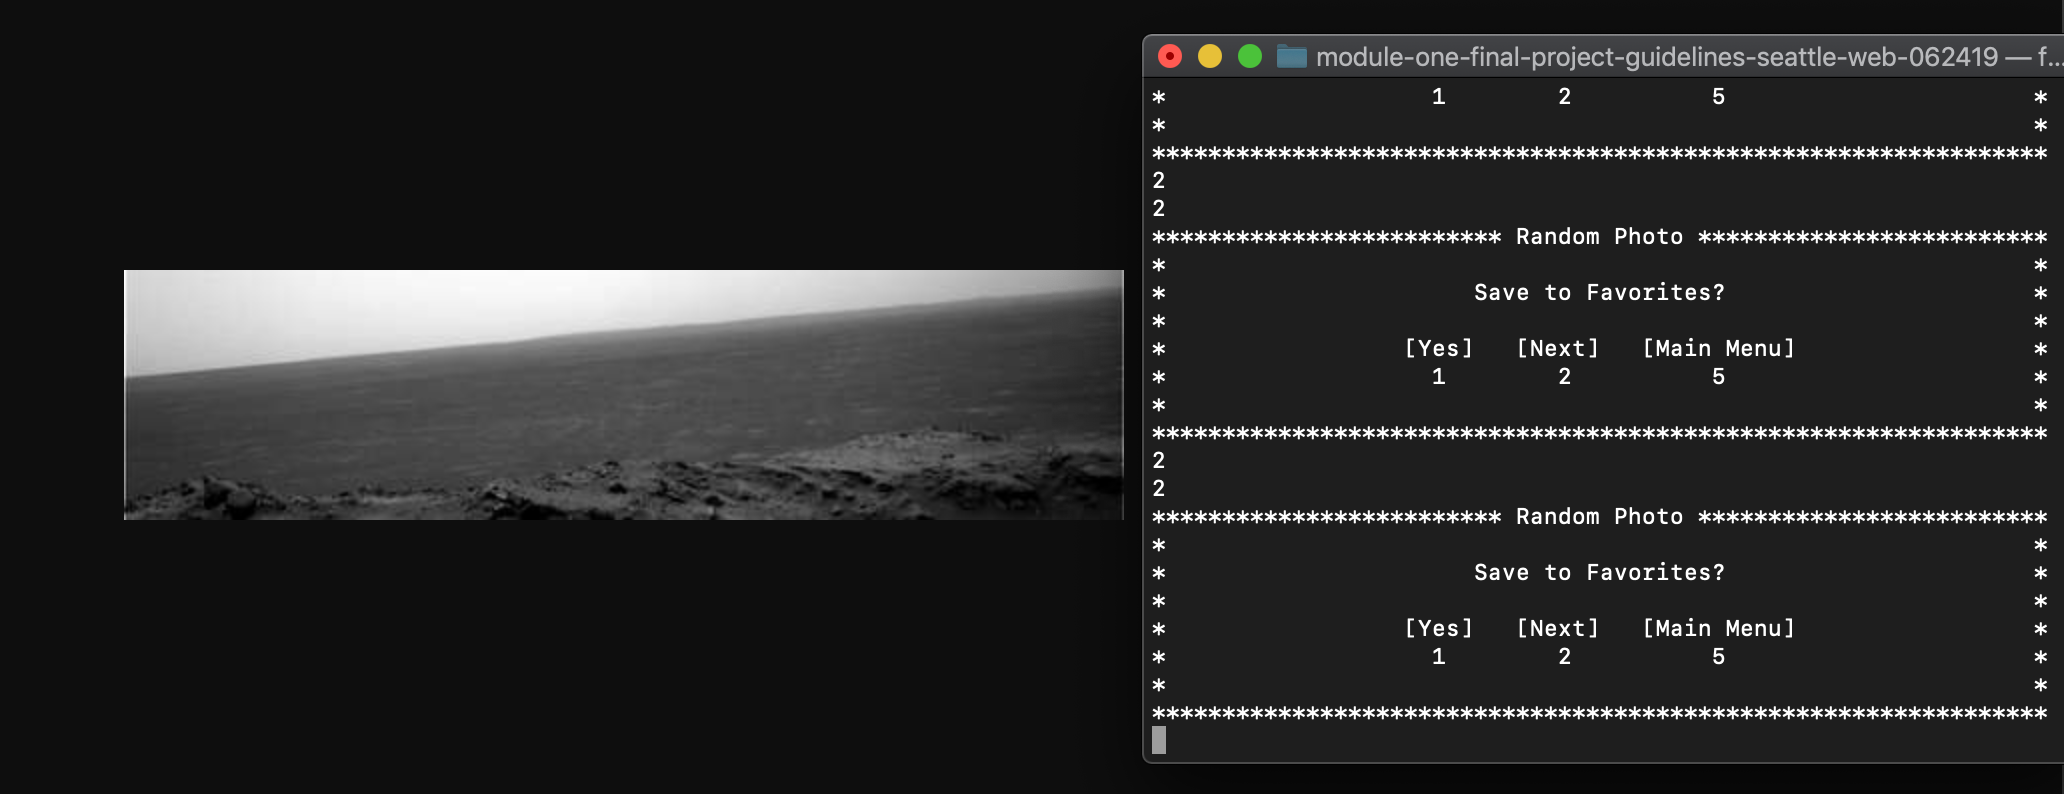 module-one-final-project-guidelines-seattle-web-062419 — f...
* 1 2 5 *
* *
****************************************************************
2
2
************************* Random Photo *************************
* *
* Save to Favorites? *
* *
* [Yes] [Next] [Main Menu] *
* 1 2 5 *
* *
****************************************************************
2
2
************************* Random Photo *************************
* *
* Save to Favorites? *
* *
* [Yes] [Next] [Main Menu] *
* 1 2 5 *
* *
****************************************************************